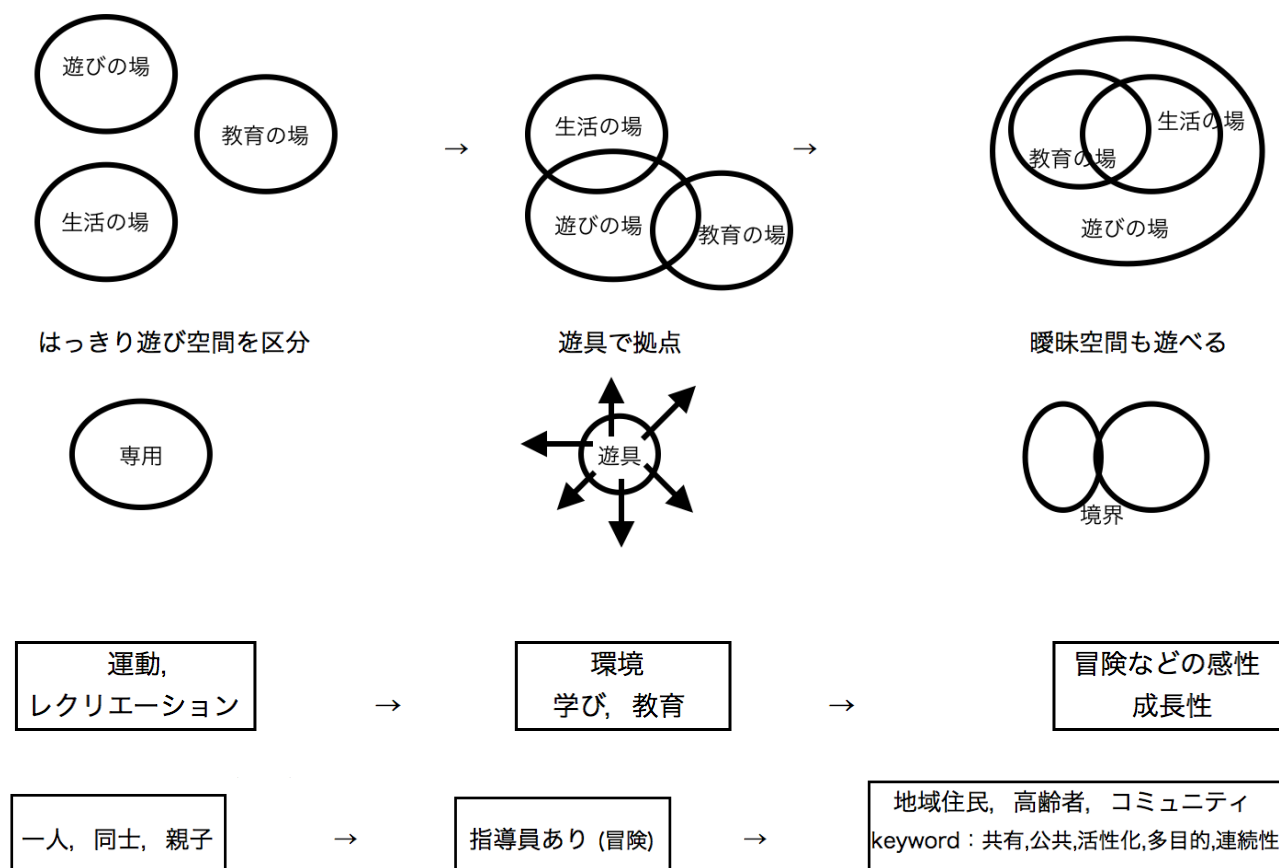 遊びの場
教育の場
生活の場
→
生活の場
遊びの場
教育の場
→
生活の場
教育の場
遊びの場
はっきり遊び空間を区分
遊具で拠点
曖昧空間も遊べる
専用
遊具
境界
運動,
レクリエーション
→
環境
学び, 教育
→
冒険などの感性
成長性
一人, 同士, 親子
→
指導員あり (冒険)
→
地域住民, 高齢者, コミュニティ
keyword：共有,公共,活性化,多目的,連続性